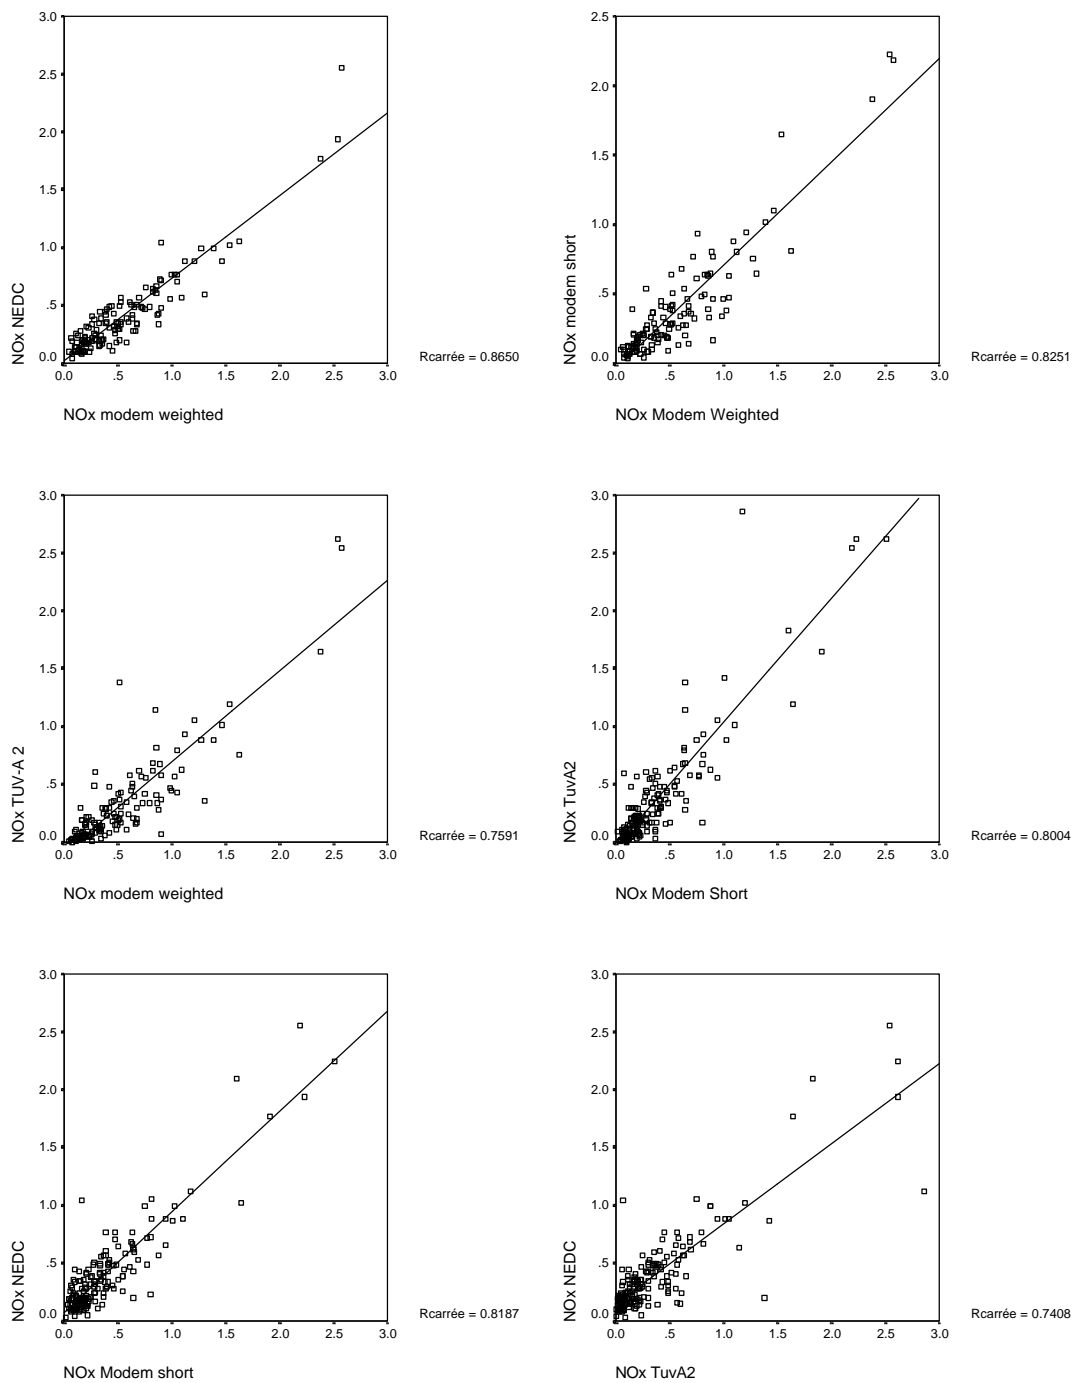 3.0
2.5
2.0
1.5
1.0
.5
0.0
NOx NEDC
0.0 .5 1.0 1.5 2.0 2.5 3.0
NOx modem weighted
Rcarrée = 0.8650
2.5
2.0
1.5
1.0
.5
0.0
NOx modem short
0.0 .5 1.0 1.5 2.0 2.5 3.0
NOx Modem Weighted
Rcarrée = 0.8251
3.0
2.5
2.0
1.5
1.0
.5
0.0
NOx TUV-A 2
0.0 .5 1.0 1.5 2.0 2.5 3.0
NOx modem weighted
Rcarrée = 0.7591
3.0
2.5
2.0
1.5
1.0
.5
0.0
NOx TuvA2
0.0 .5 1.0 1.5 2.0 2.5 3.0
NOx Modem Short
Rcarrée = 0.8004
3.0
2.5
2.0
1.5
1.0
.5
0.0
NOx NEDC
0.0 .5 1.0 1.5 2.0 2.5 3.0
NOx Modem short
Rcarrée = 0.8187
3.0
2.5
2.0
1.5
1.0
.5
0.0
NOx NEDC
0.0 .5 1.0 1.5 2.0 2.5 3.0
NOx TuvA2
Rcarrée = 0.7408